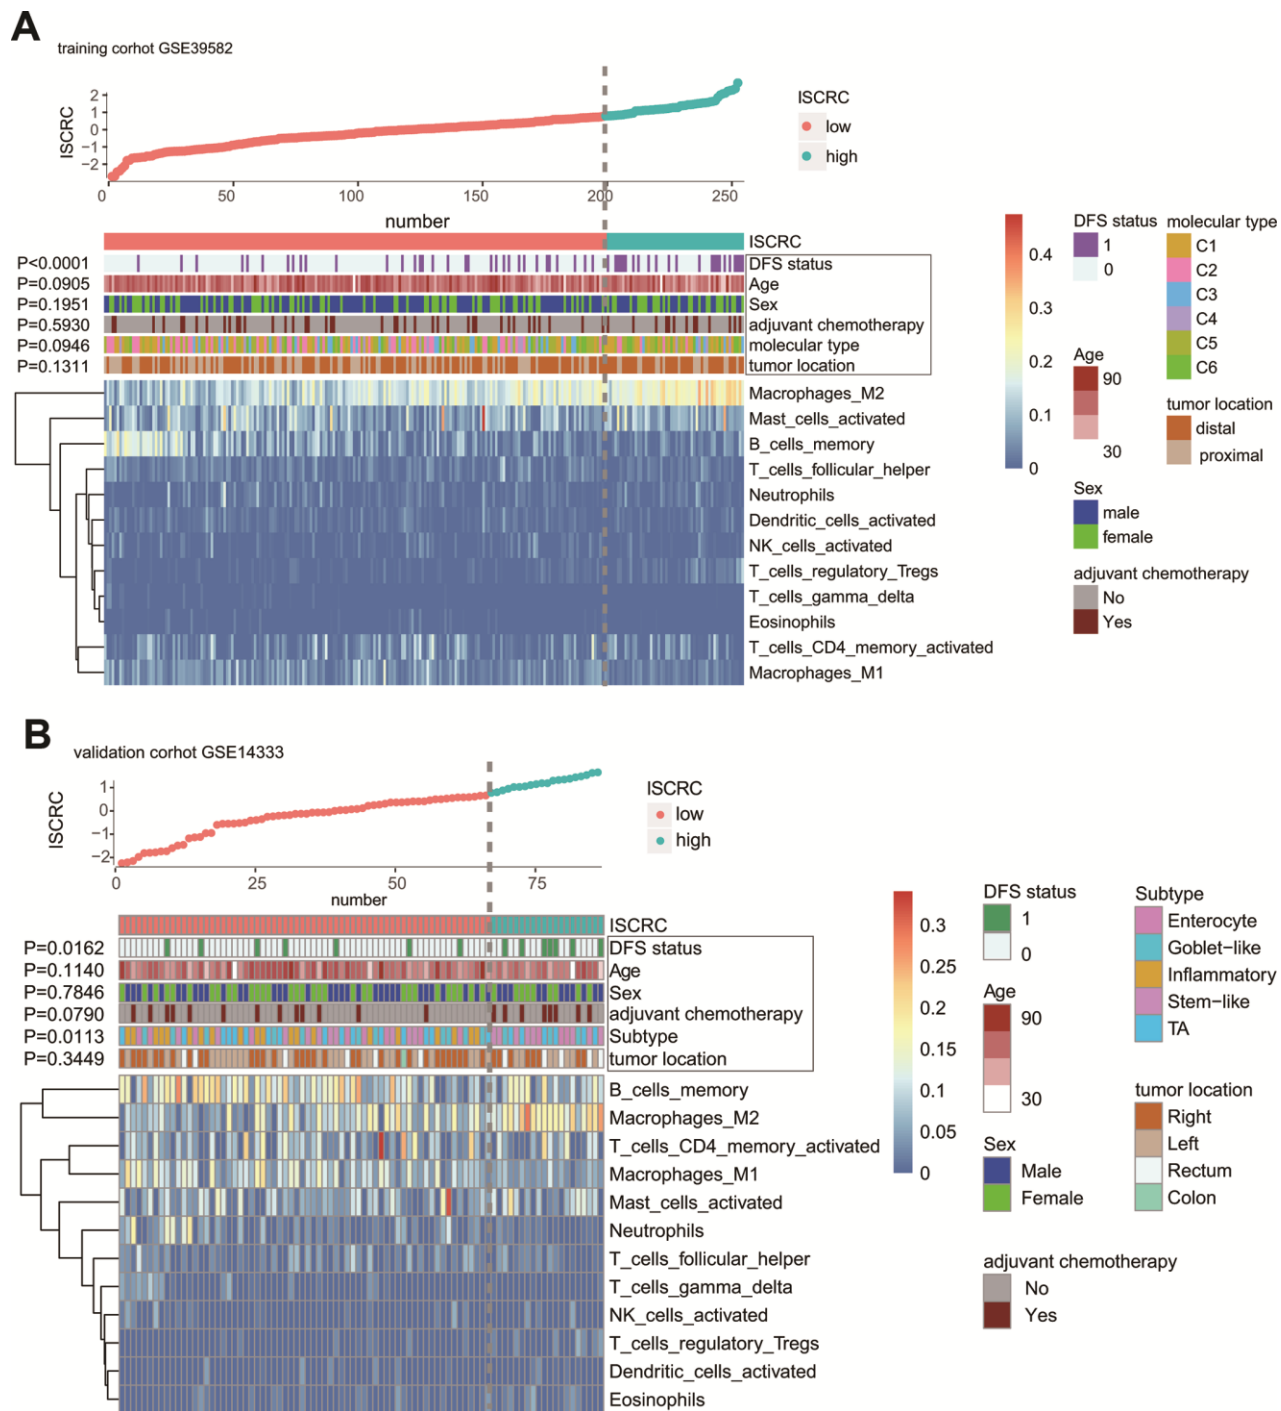 A
training corhot GSE39582
2
1
0
−1
−2
ISCRC
0 50 100 150 200 250
number
ISCRC
low
high
ISCRC
P<0.0001 DFS status
P=0.0905 Age
P=0.1951 Sex
P=0.5930 adjuvant chemotherapy
P=0.0946 molecular type
P=0.1311 tumor location
Macrophages_M2
Mast_cells_activated
B_cells_memory
T_cells_follicular_helper
Neutrophils
Dendritic_cells_activated
NK_cells_activated
T_cells_regulatory_Tregs
T_cells_gamma_delta
Eosinophils
T_cells_CD4_memory_activated
Macrophages_M1
0.4
0.3
0.2
0.1
0
DFS status
1
0
Age
90
30
Sex
male
female
adjuvant chemotherapy
No
Yes
molecular type
C1
C2
C3
C4
C5
C6
tumor location
distal
proximal
B
validation corhot GSE14333
1
0
−1
−2
ISCRC
0 25 50 75
number
ISCRC
low
high
ISCRC
P=0.0162 DFS status
P=0.1140 Age
P=0.7846 Sex
P=0.0790 adjuvant chemotherapy
P=0.0113 Subtype
P=0.3449 tumor location
B_cells_memory
Macrophages_M2
T_cells_CD4_memory_activated
Macrophages_M1
Mast_cells_activated
Neutrophils
T_cells_follicular_helper
T_cells_gamma_delta
NK_cells_activated
T_cells_regulatory_Tregs
Dendritic_cells_activated
Eosinophils
0.3
0.25
0.2
0.15
0.1
0.05
0
DFS status
1
0
Age
90
30
Sex
Male
Female
adjuvant chemotherapy
No
Yes
Subtype
Enterocyte
Goblet−like
Inflammatory
Stem−like
TA
tumor location
Right
Left
Rectum
Colon